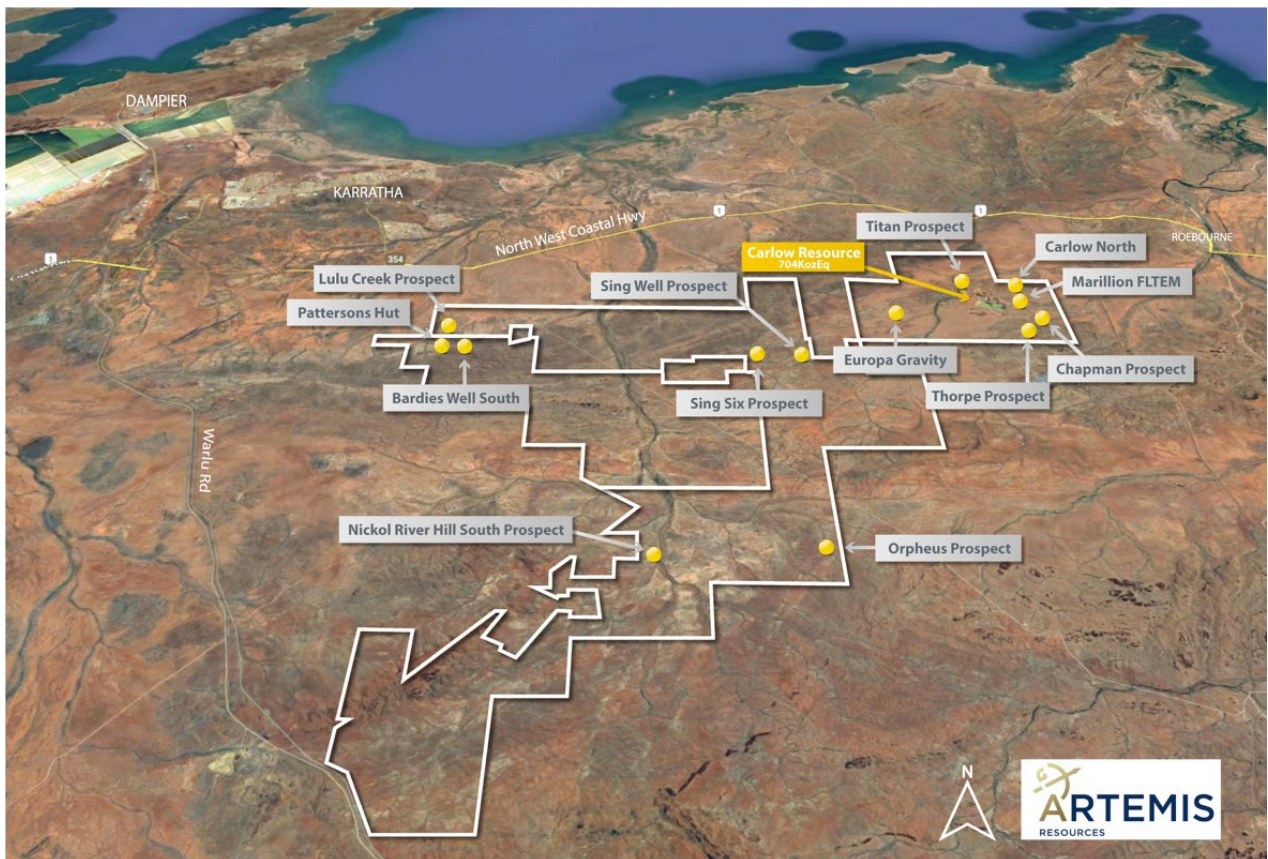 DAMPIER
KARRATHA
North West Coastal Hwy
1
1
ROEBOURNE
1
354
Titan Prospect
Carlow Resource
704KozEq
Carlow North
Lulu Creek Prospect
Sing Well Prospect
Marillion FLTEM
Pattersons Hut
Europa Gravity
Chapman Prospect
Bardies Well South
Sing Six Prospect
Thorpe Prospect
Warlu Rd
Nickol River Hill South Prospect
Orpheus Prospect
N
ARTEMIS
RESOURCES